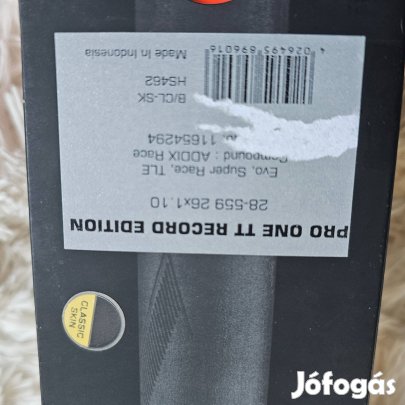 PRO ONE TT RECORD EDITION
28-559 26x1.10
Evo, Super Race, TLE
Compound : ADDIX Race
11654294
B/CL-SK
HS462
4 026495 896016
Made in Indonesia
CLASSIC
SKIN
Jófogás